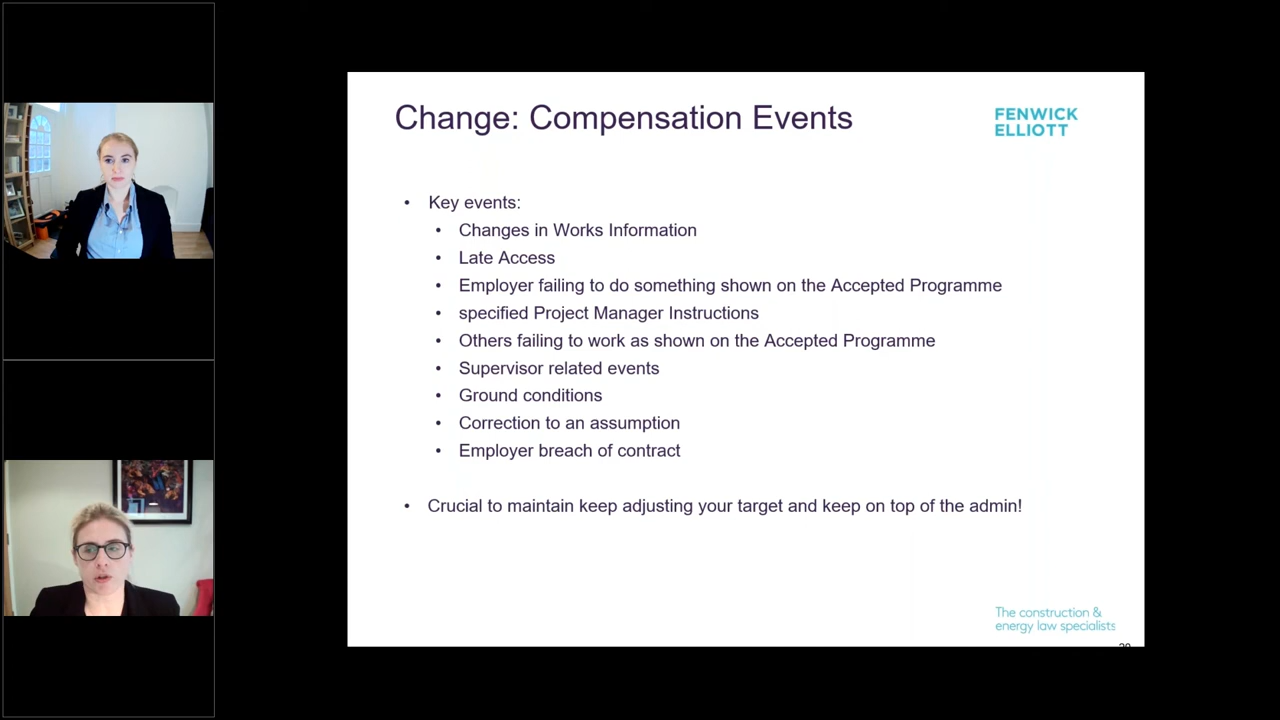 Change: Compensation Events
FENWICK
ELLIOTT
• Key events:
• Changes in Works Information
• Late Access
• Employer failing to do something shown on the Accepted Programme
• specified Project Manager Instructions
• Others failing to work as shown on the Accepted Programme
• Supervisor related events
• Ground conditions
• Correction to an assumption
• Employer breach of contract
• Crucial to maintain keep adjusting your target and keep on top of the admin!
The construction &
energy law specialists